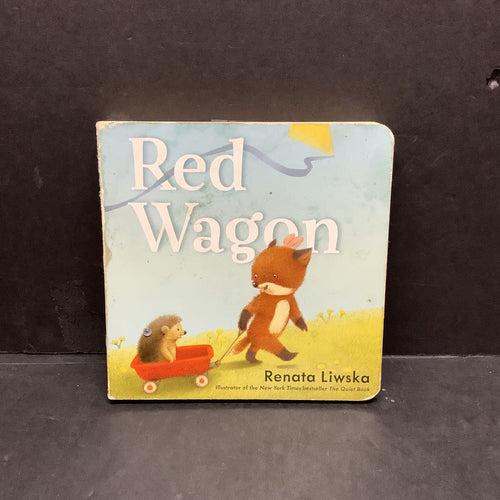 Red
Wagon
Renata Liwska
Illustrator of the New York Times bestseller The Quiet Book